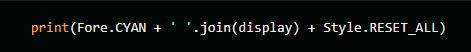 print(Fore.CYAN + ' '.join(display) + Style.RESET_ALL)